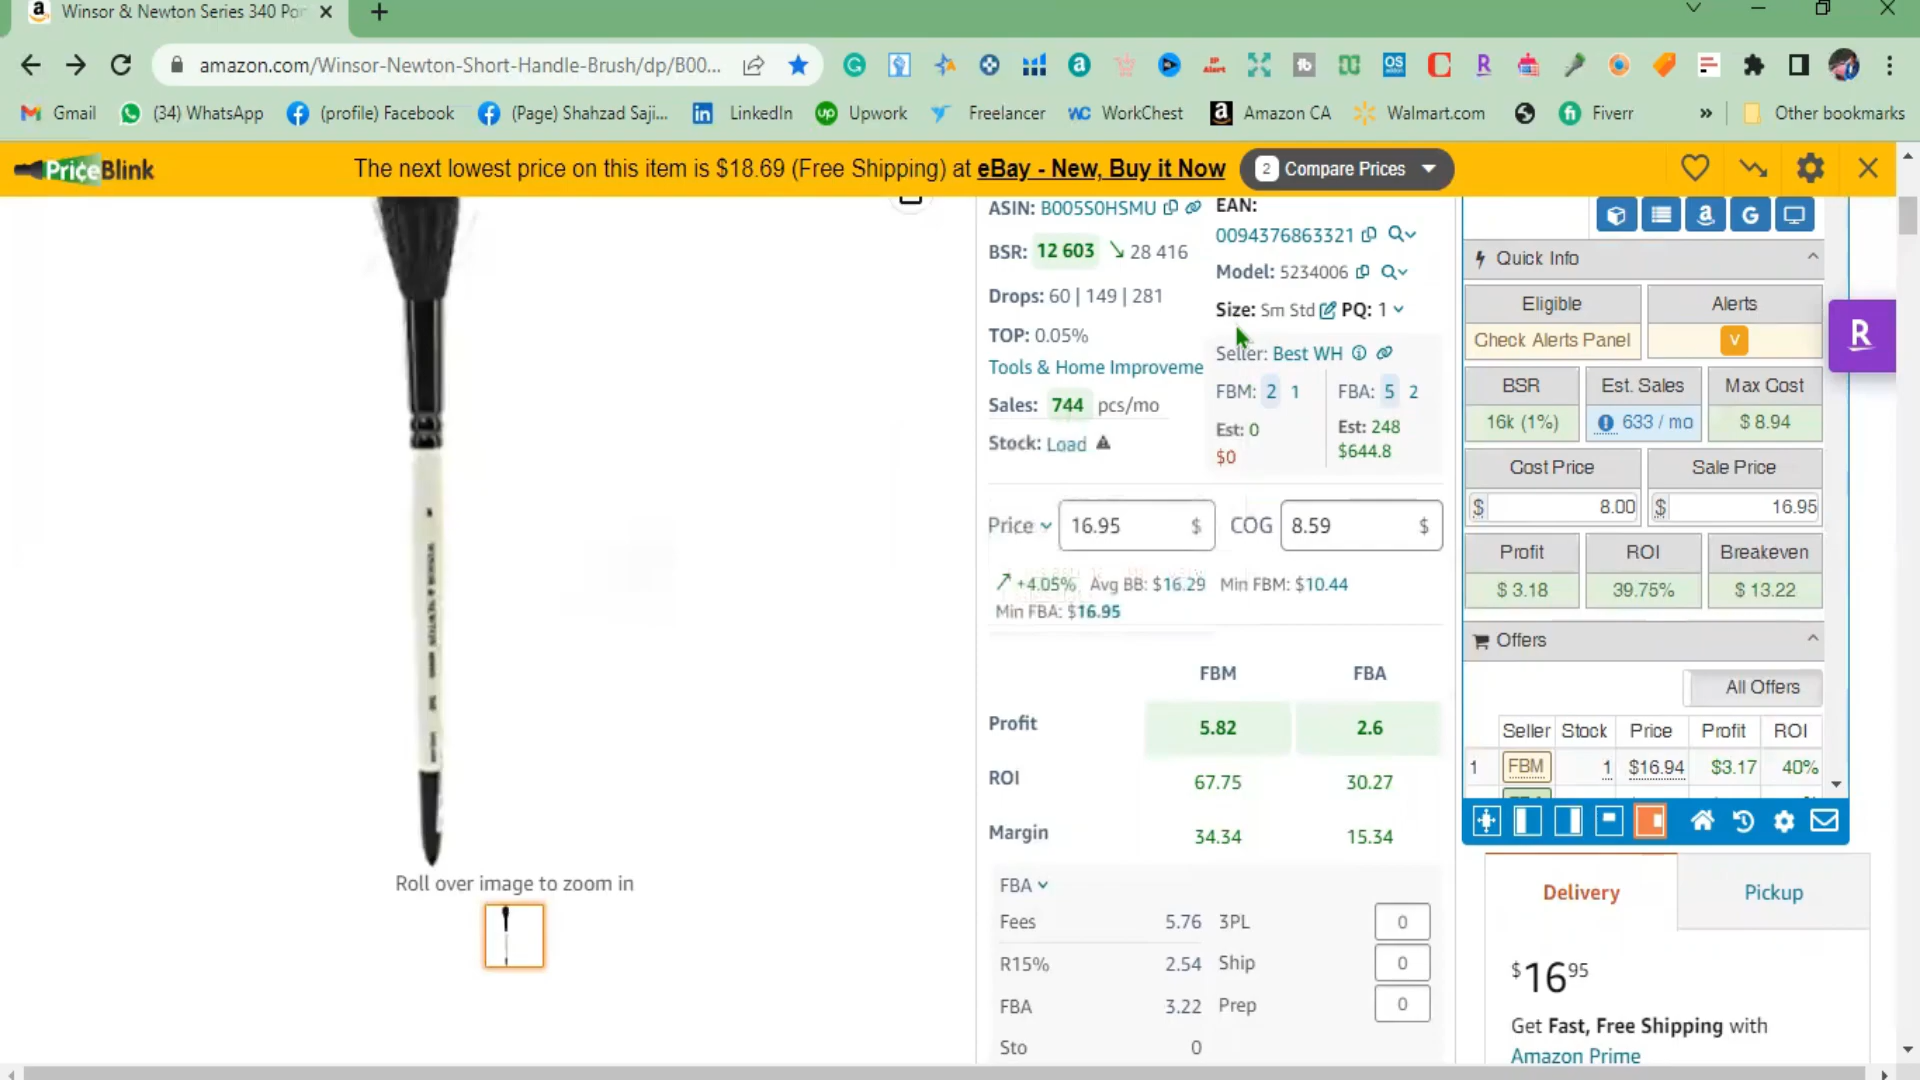 Winsor & Newton Series 340 Por
amazon.com/Winsor-Newton-Short-Handle-Brush/dp/B00...
Gmail
(34) WhatsApp
(profile) Facebook
(Page) Shahzad Saji...
LinkedIn
Upwork
Freelancer
WorkChest
Amazon CA
Walmart.com
Fiverr
»
Other bookmarks
PriceBlink
The next lowest price on this item is $18.69 (Free Shipping) at eBay - New, Buy it Now
2 Compare Prices
ASIN: B005S0HSMU
BSR: 12 603 28 416
Drops: 60 | 149 | 281
TOP: 0.05%
Tools & Home Improveme
Sales: 744 pcs/mo
Stock: Load
EAN:
0094376863321
Model: 5234006
Size: Sm Std PQ: 1
Seller: Best WH
FBM: 2 1
Est: 0
$0
FBA: 5 2
Est: 248
$644.8
Price 16.95 $ COG 8.59 $
+4.05% Avg BB: $16.29 Min FBM: $10.44
Min FBA: $16.95
FBM FBA
Profit 5.82 2.6
ROI 67.75 30.27
Margin 34.34 15.34
FBA
Fees 5.76 3PL 0
R15% 2.54 Ship 0
FBA 3.22 Prep 0
Sto 0
Roll over image to zoom in
Quick Info
Eligible Alerts
Check Alerts Panel V
BSR Est. Sales Max Cost
16k (1%) 633 / mo $ 8.94
Cost Price Sale Price
$ 8.00 $ 16.95
Profit ROI Breakeven
$ 3.18 39.75% $ 13.22
Offers
All Offers
Seller Stock Price Profit ROI
1 FBM 1 $16.94 $3.17 40%
Delivery Pickup
$16 95
Get Fast, Free Shipping with
Amazon Prime